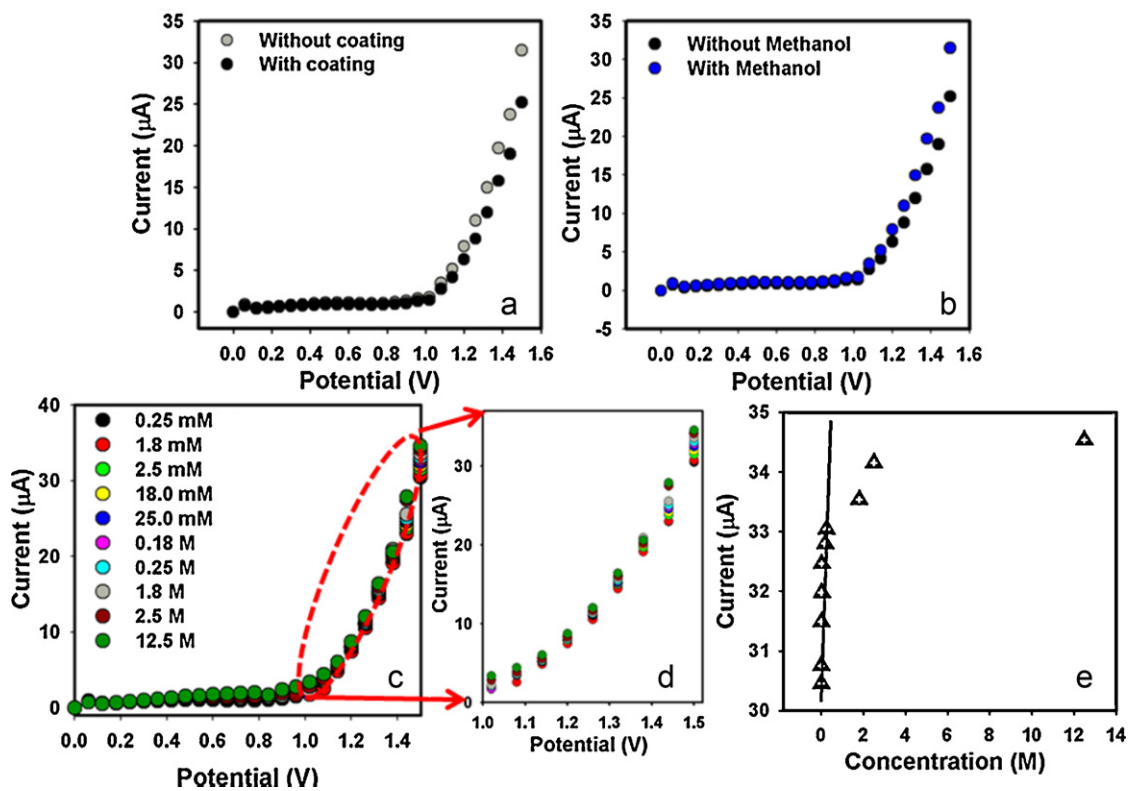 35
30
25
20
15
10
5
0
Current (μA)
Without coating
With coating
a
0.0 0.2 0.4 0.6 0.8 1.0 1.2 1.4 1.6
Potential (V)
35
30
25
20
15
10
5
0
-5
Current (μA)
Without Methanol
With Methanol
b
0.0 0.2 0.4 0.6 0.8 1.0 1.2 1.4 1.6
Potential (V)
40
30
20
10
0
Current (μA)
0.25 mM
1.8 mM
2.5 mM
18.0 mM
25.0 mM
0.18 M
0.25 M
1.8 M
2.5 M
12.5 M
c
0.0 0.2 0.4 0.6 0.8 1.0 1.2 1.4
Potential (V)
30
20
10
0
Current (μA)
d
1.0 1.1 1.2 1.3 1.4 1.5
Potential (V)
35
34
33
32
31
30
Current (μA)
e
0 2 4 6 8 10 12 14
Concentration (M)